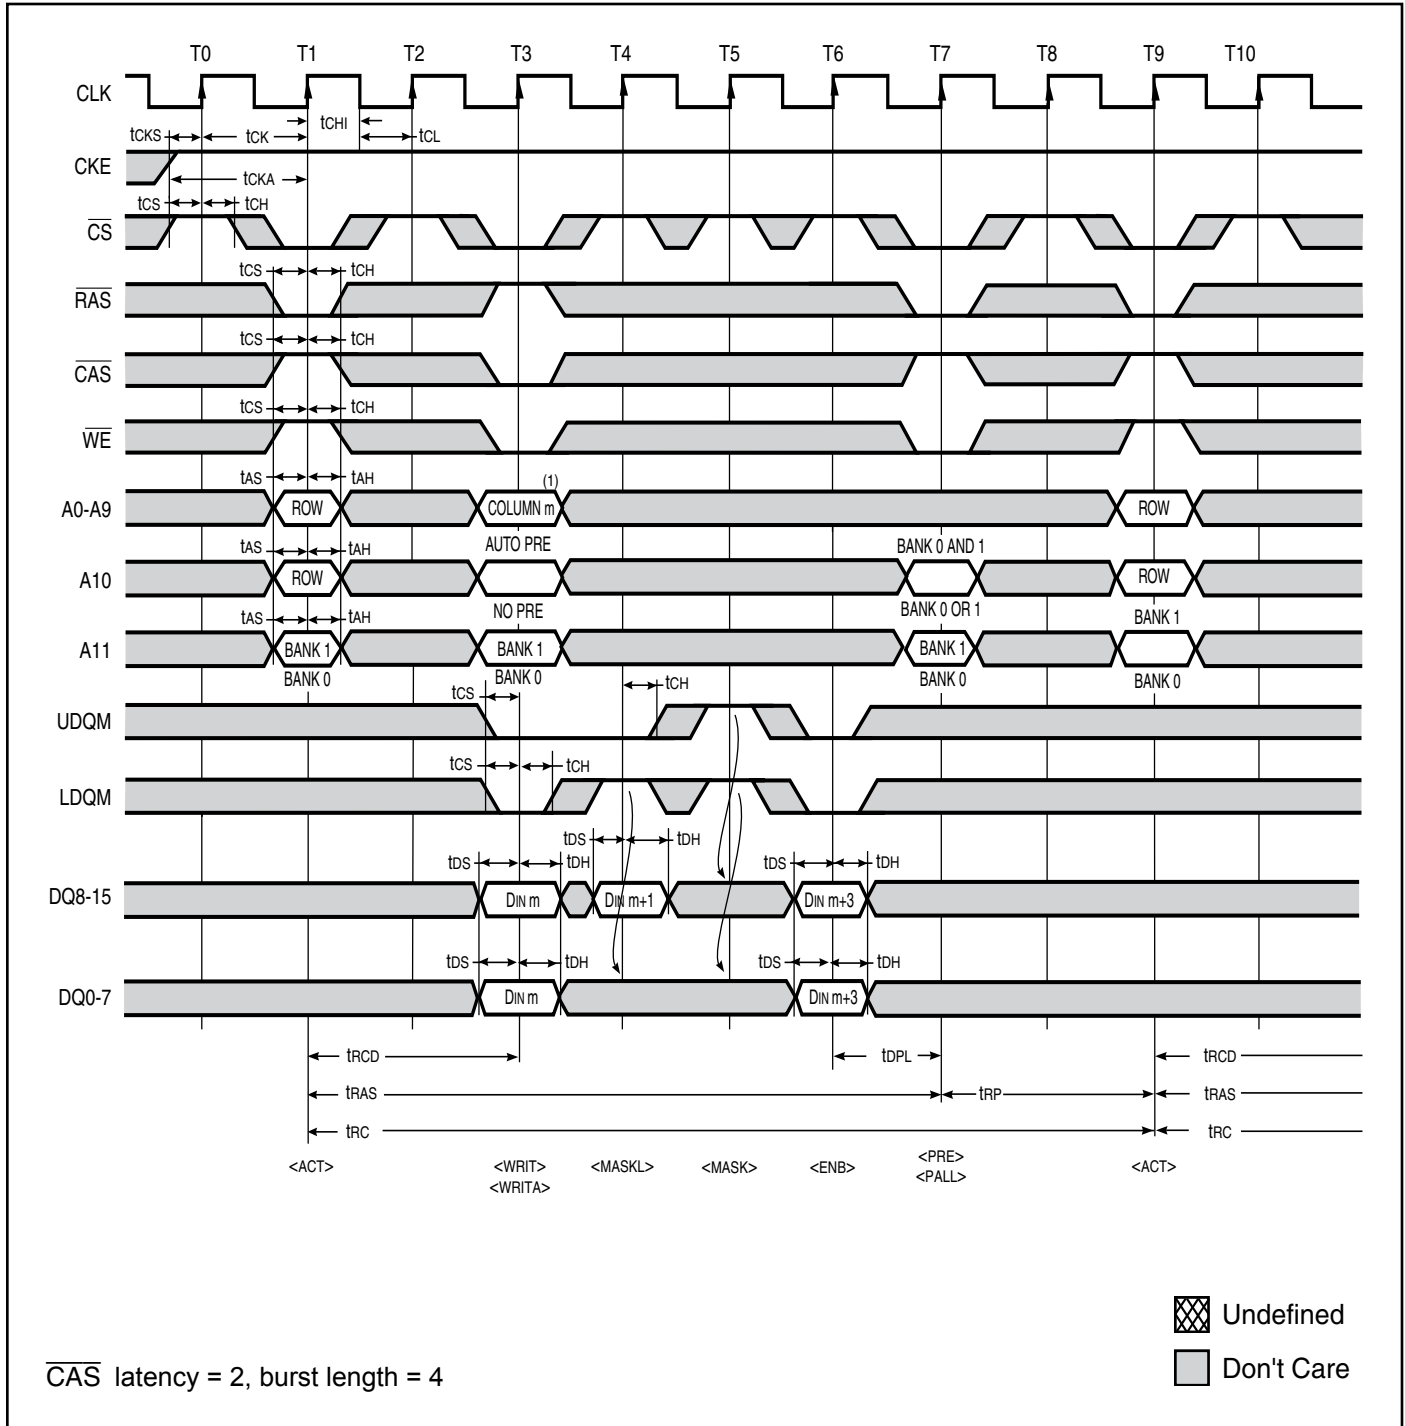 T0 T1 T2 T3 T4 T5 T6 T7 T8 T9 T10
CLK
tCHI
tCKS tCK tCL
CKE
tCKA
tCS tCH
CS
tCS tCH
RAS
tCS tCH
CAS
tCS tCH
WE
tAS tAH
(1)
A0-A9 ROW COLUMN m ROW
tAS tAH AUTO PRE BANK 0 AND 1
A10 ROW ROW
tAS tAH NO PRE BANK 0 OR 1 BANK 1
A11 BANK 1 BANK 1 BANK 1
BANK 0 BANK 0 BANK 0 BANK 0
tCS tCH
UDQM
tCS tCH
LDQM
tDS tDH
tDS tDH tDS tDH
DQ8-15 DIN m DIN m+1 DIN m+3
tDS tDH tDS tDH
DQ0-7 DIN m DIN m+3
tRCD tDPL tRCD
tRAS tRP tRAS
tRC tRC
<ACT> <WRIT> <MASKL> <MASK> <ENB> <PRE> <ACT>
<WRITA> <PALL>
Undefined
Don't Care
CAS latency = 2, burst length = 4